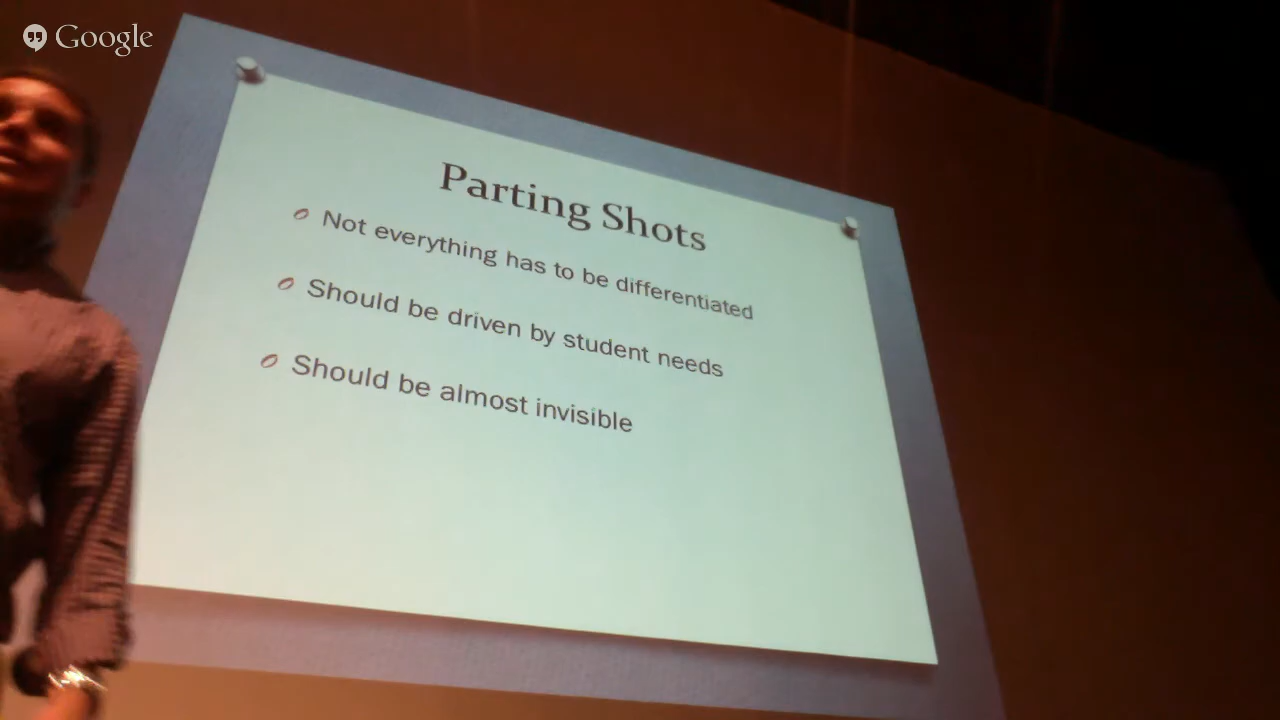 Google
Parting Shots
Not everything has to be differentiated
Should be driven by student needs
Should be almost invisible